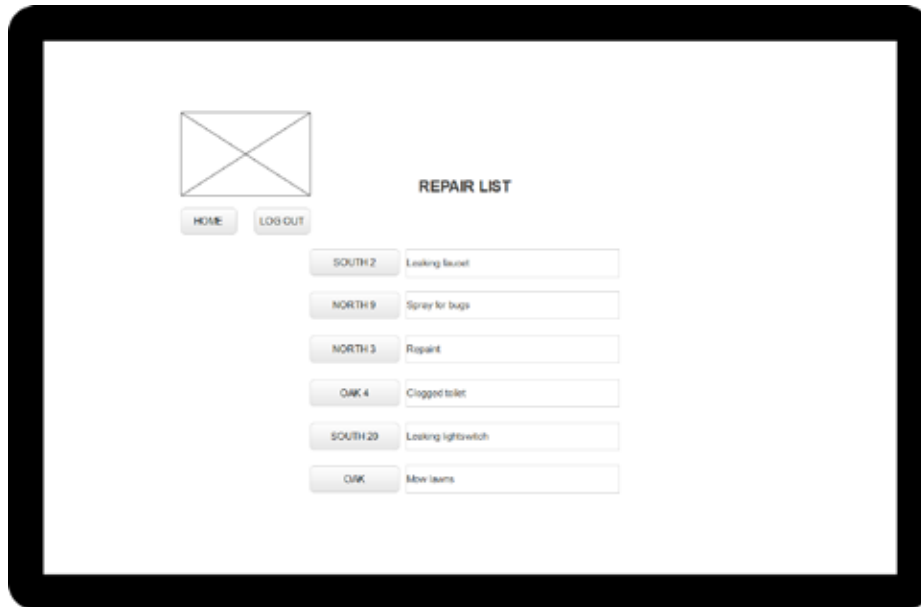 REPAIR LIST
HOME LOG OUT
SOUTH 2 Leaking faucet
NORTH 9 Spray for bugs
NORTH 3 Repaint
OAK 4 Clogged toilet
SOUTH 20 Leaking lightswitch
OAK Mow lawns